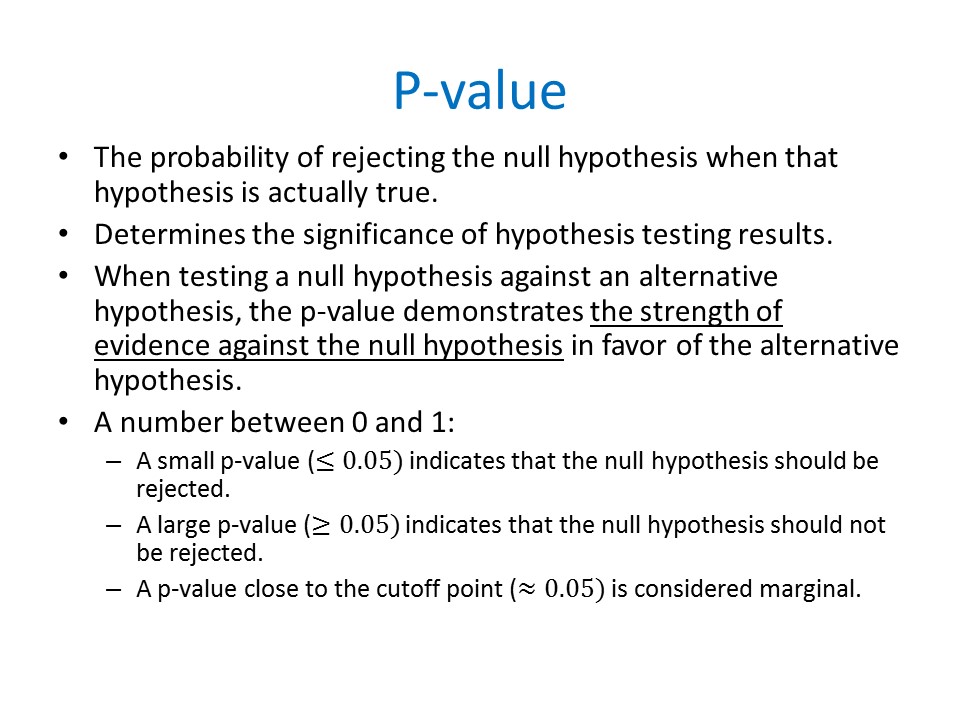 P-value
• The probability of rejecting the null hypothesis when that
hypothesis is actually true.
• Determines the significance of hypothesis testing results.
• When testing a null hypothesis against an alternative
hypothesis, the p-value demonstrates the strength of
evidence against the null hypothesis in favor of the alternative
hypothesis.
• A number between 0 and 1:
– A small p-value (≤ 0.05) indicates that the null hypothesis should be
rejected.
– A large p-value (≥ 0.05) indicates that the null hypothesis should not
be rejected.
– A p-value close to the cutoff point (≈ 0.05) is considered marginal.